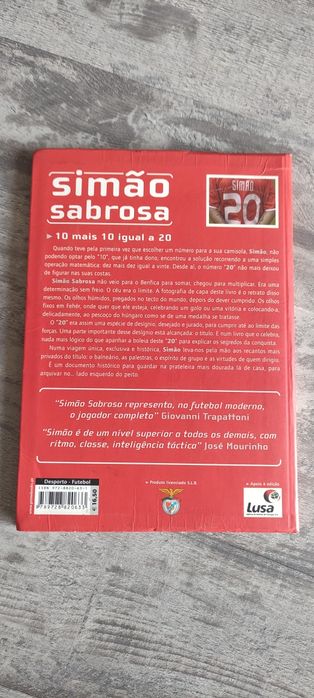 simão
sabrosa
SIMÃO
20
▸ 10 mais 10 igual a 20
Quando teve pela primeira vez que escolher um número para a sua camisola, Simão, não
podendo optar pelo "10", que já tinha dono, encontrou a solução recorrendo a uma simples
operação matemática: dez mais dez igual a vinte. Desde aí, o número "20" não mais deixou
de figurar nas suas costas.
Simão Sabrosa não veio para o Benfica para somar, chegou para multiplicar. Era uma
determinação sem freio. O céu era o limite. A fotografia de capa deste livro é o retrato disso
mesmo. Os olhos húmidos, pregados no tecto do mundo, depois do dever cumprido. Os olhos
fixos em Fehér, onde quer que ele esteja, celebrando um golo ou uma vitória e colocando-a,
delicadamente, ao pescoço do húngaro como se de uma medalha se tratasse.
O "20" era assim uma espécie de desígnio, desejado e jurado, para cumprir até ao limite das
forças. Uma parte importante desse desígnio está alcançada: o título. E num livro que o celebra,
nada mais lógico do que apanhar a boleia deste "20" para explicar os segredos da conquista.
Numa viagem única, exclusiva e histórica, Simão leva-nos pela mão aos recantos mais
privados do título: o balneário, as palestras, o espírito de grupo e as virtudes de quem dirigiu.
É um documento histórico para guardar na prateleira mais dourada lá de casa, para
arquivar no... lado esquerdo do peito.
"Simão Sabrosa representa, no futebol moderno,
o jogador completo" Giovanni Trapattoni
"Simão é de um nível superior a todos os demais, com
ritmo, classe, inteligência táctica" José Mourinho
Desporto - Futebol
ISBN 972-8820-63-1
9789728820633
€ 16,50
▸ Produto licenciado S.L.B.
▸ Apoio à edição
Lusa